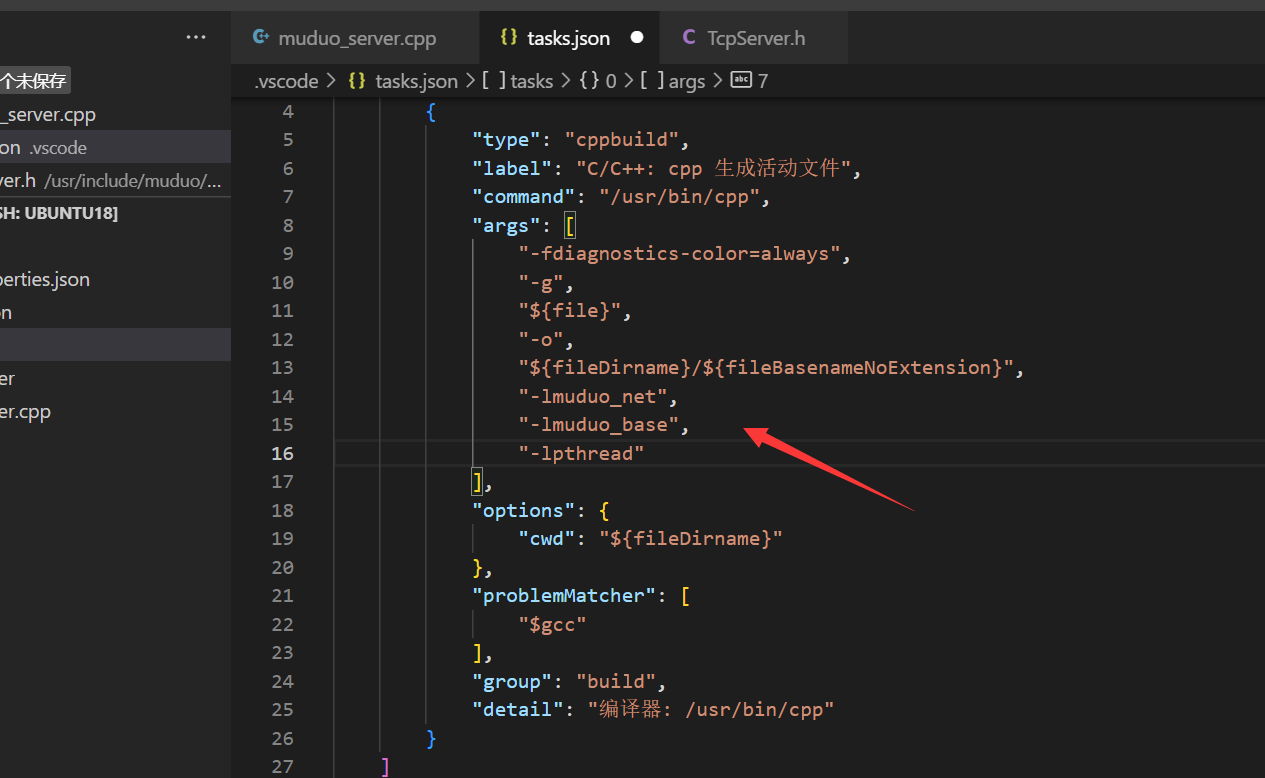 muduo_server.cpp
{} tasks.json ●
C TcpServer.h
个未保存
.vscode > {} tasks.json > [ ] tasks > {} 0 > [ ] args > abc 7
_server.cpp
on .vscode
ver.h /usr/include/muduo/...
SH: UBUNTU18]
perties.json
on
er
er.cpp
4 {
5 "type": "cppbuild",
6 "label": "C/C++: cpp 生成活动文件",
7 "command": "/usr/bin/cpp",
8 "args": [
9 "-fdiagnostics-color=always",
10 "-g",
11 "${file}",
12 "-o",
13 "${fileDirname}/${fileBasenameNoExtension}",
14 "-lmuduo_net",
15 "-lmuduo_base",
16 "-lpthread"
17 ],
18 "options": {
19 "cwd": "${fileDirname}"
20 },
21 "problemMatcher": [
22 "$gcc"
23 ],
24 "group": "build",
25 "detail": "编译器: /usr/bin/cpp"
26 }
27 ]